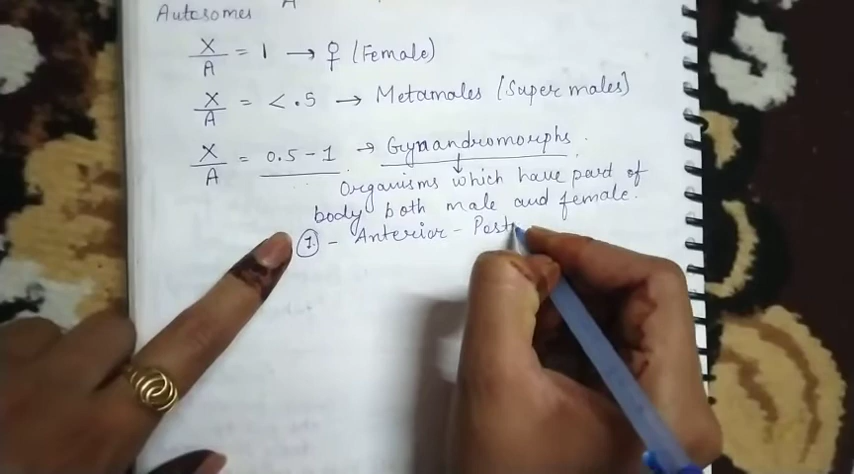 Autosomes A
X/A = 1 → ♀ (Female)
X/A = < .5 → Metamales (Super males)
X/A = 0.5 - 1 → Gynandromorphs.
Organisms which have part of
body both male and female.
① - Anterior - Post